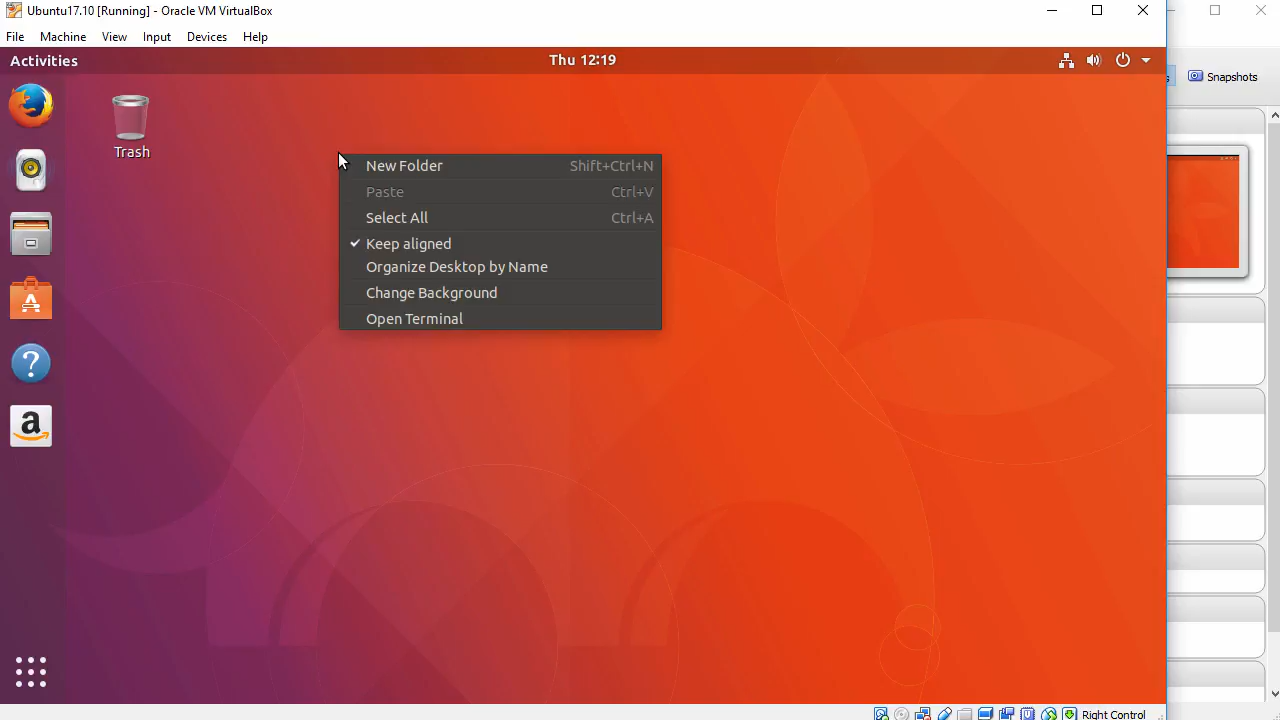 Ubuntu17.10 [Running] - Oracle VM VirtualBox
File Machine View Input Devices Help
Activities
Thu 12:19
Snapshots
Trash
New Folder Shift+Ctrl+N
Paste Ctrl+V
Select All Ctrl+A
✓ Keep aligned
Organize Desktop by Name
Change Background
Open Terminal
Right Control